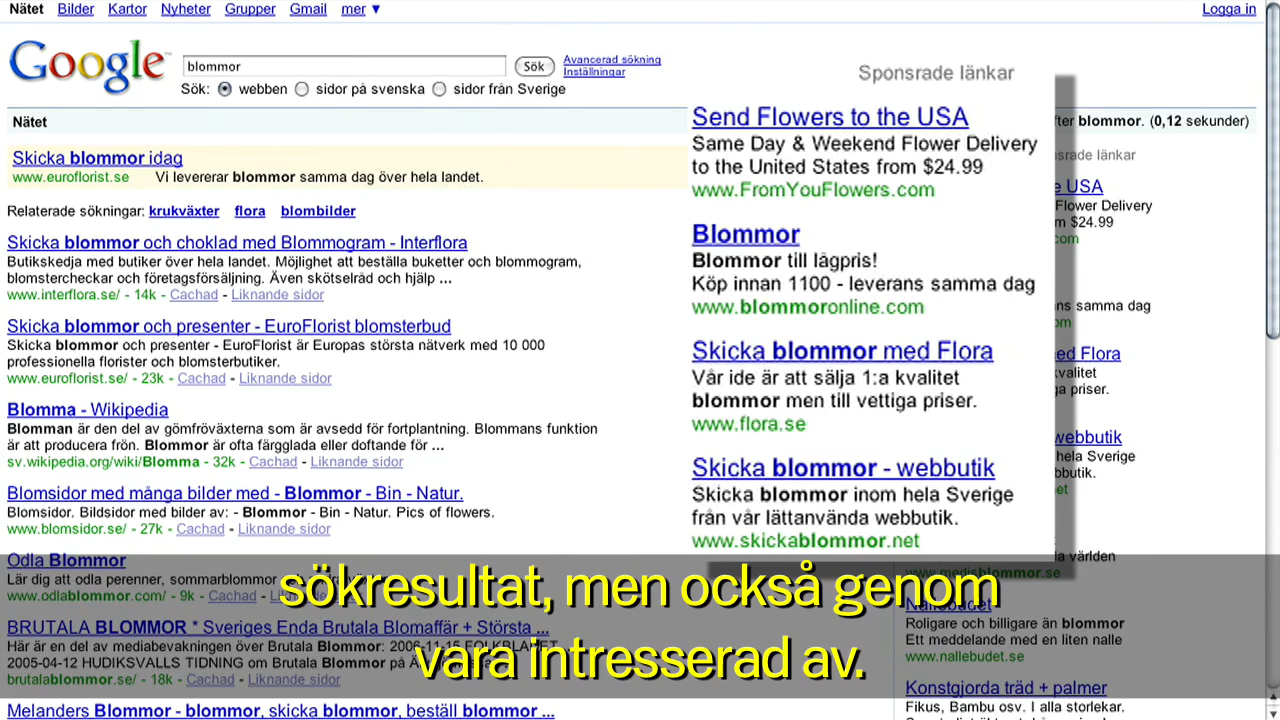 Nätet Bilder Kartor Nyheter Grupper Gmail mer ▼ Logga in
Google™
blommor Sök Avancerad sökning
Inställningar
Sök: webben sidor på svenska sidor från Sverige
Nätet
blommor. (0,12 sekunder)
Skicka blommor idag
www.euroflorist.se Vi levererar blommor samma dag över hela landet.
Relaterade sökningar: krukväxter flora blombilder
Skicka blommor och choklad med Blommogram - Interflora
Butikskedja med butiker över hela landet. Möjlighet att beställa buketter och blommogram,
blomstercheckar och företagsförsäljning. Även skötselråd och hjälp ...
www.interflora.se/ - 14k - Cachad - Liknande sidor
Skicka blommor och presenter - EuroFlorist blomsterbud
Skicka blommor och presenter - EuroFlorist är Europas största nätverk med 10 000
professionella florister och blomsterbutiker.
www.euroflorist.se/ - 23k - Cachad - Liknande sidor
Blomma - Wikipedia
Blomman är den del av gömfröväxterna som är avsedd för fortplantning. Blommans funktion
är att producera frön. Blommor är ofta färgglada eller doftande för ...
sv.wikipedia.org/wiki/Blomma - 32k - Cachad - Liknande sidor
Blomsidor med många bilder med - Blommor - Bin - Natur.
Blomsidor. Bildsidor med bilder av: - Blommor - Bin - Natur. Pics of flowers.
www.blomsidor.se/ - 27k - Cachad - Liknande sidor
Odla Blommor
Lär dig att odla perenner, sommarblommor
www.odlablommor.com/ - 9k - Cachad -
BRUTALA BLOMMOR * Sveriges Enda Brutala Blomaffär + Största ...
Här är en del av mediabevakningen över Brutala Blommor: 2006-11-15 FOLKBLADET
2005-04-12 HUDIKSVALLS TIDNING om Brutala Blommor på
brutalablommor.se/ - 18k - Cachad - Liknande sidor
Melanders Blommor - blommor, skicka blommor, beställ blommor ...
Sponsrade länkar
Send Flowers to the USA
Same Day & Weekend Flower Delivery
to the United States from $24.99
www.FromYouFlowers.com
Blommor
Blommor till lågpris!
Köp innan 1100 - leverans samma dag
www.blommoronline.com
Skicka blommor med Flora
Vår ide är att sälja 1:a kvalitet
blommor men till vettiga priser.
www.flora.se
Skicka blommor - webbutik
Skicka blommor inom hela Sverige
från vår lättanvända webbutik.
www.skickablommor.net
länkar
USA
Flower Delivery
$24.99
samma dag
Flora
kvalitet
priser.
webbutik
hela Sverige
världen
www.medisblommor.se
Nallebudet
Roligare och billigare än blommor
Ett meddelande med en liten nalle
www.nallebudet.se
Konstgjorda träd + palmer
Fikus, Bambu osv. I alla storlekar.
sökresultat, men också genom
vara intresserad av.